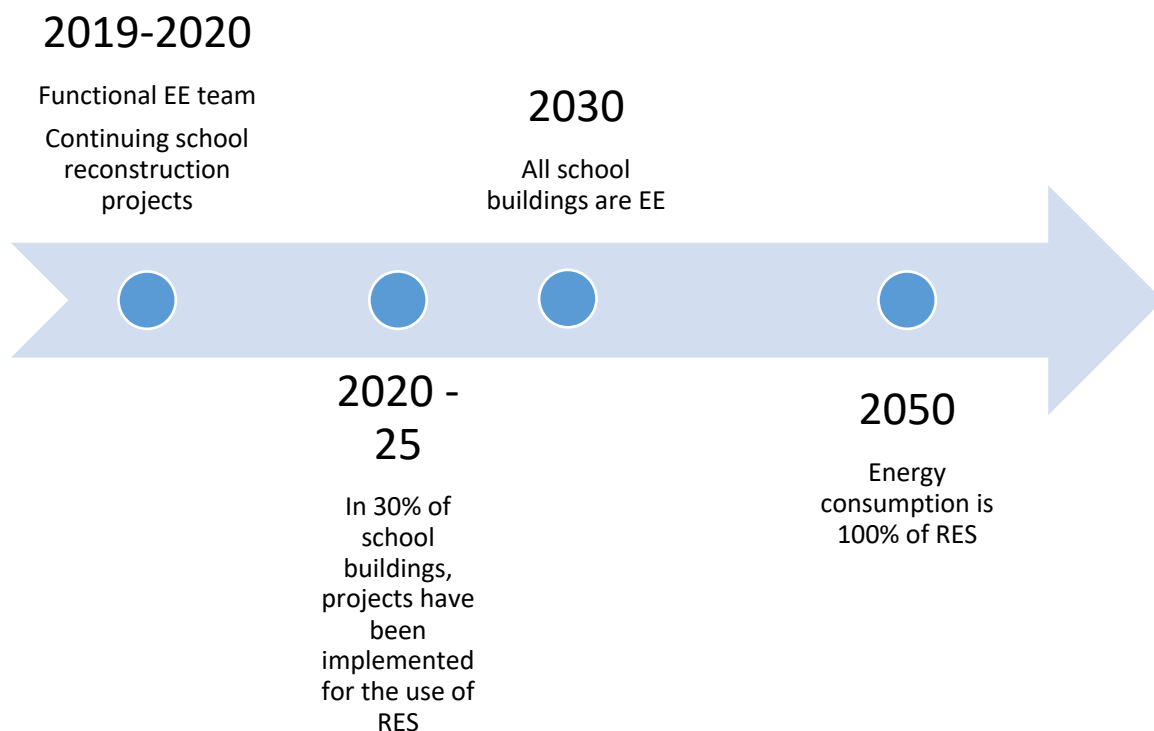 2019-2020
Functional EE team
Continuing school
reconstruction
projects
2020 -
25
In 30% of
school
buildings,
projects have
been
implemented
for the use of
RES
2030
All school
buildings are EE
2050
Energy
consumption is
100% of RES